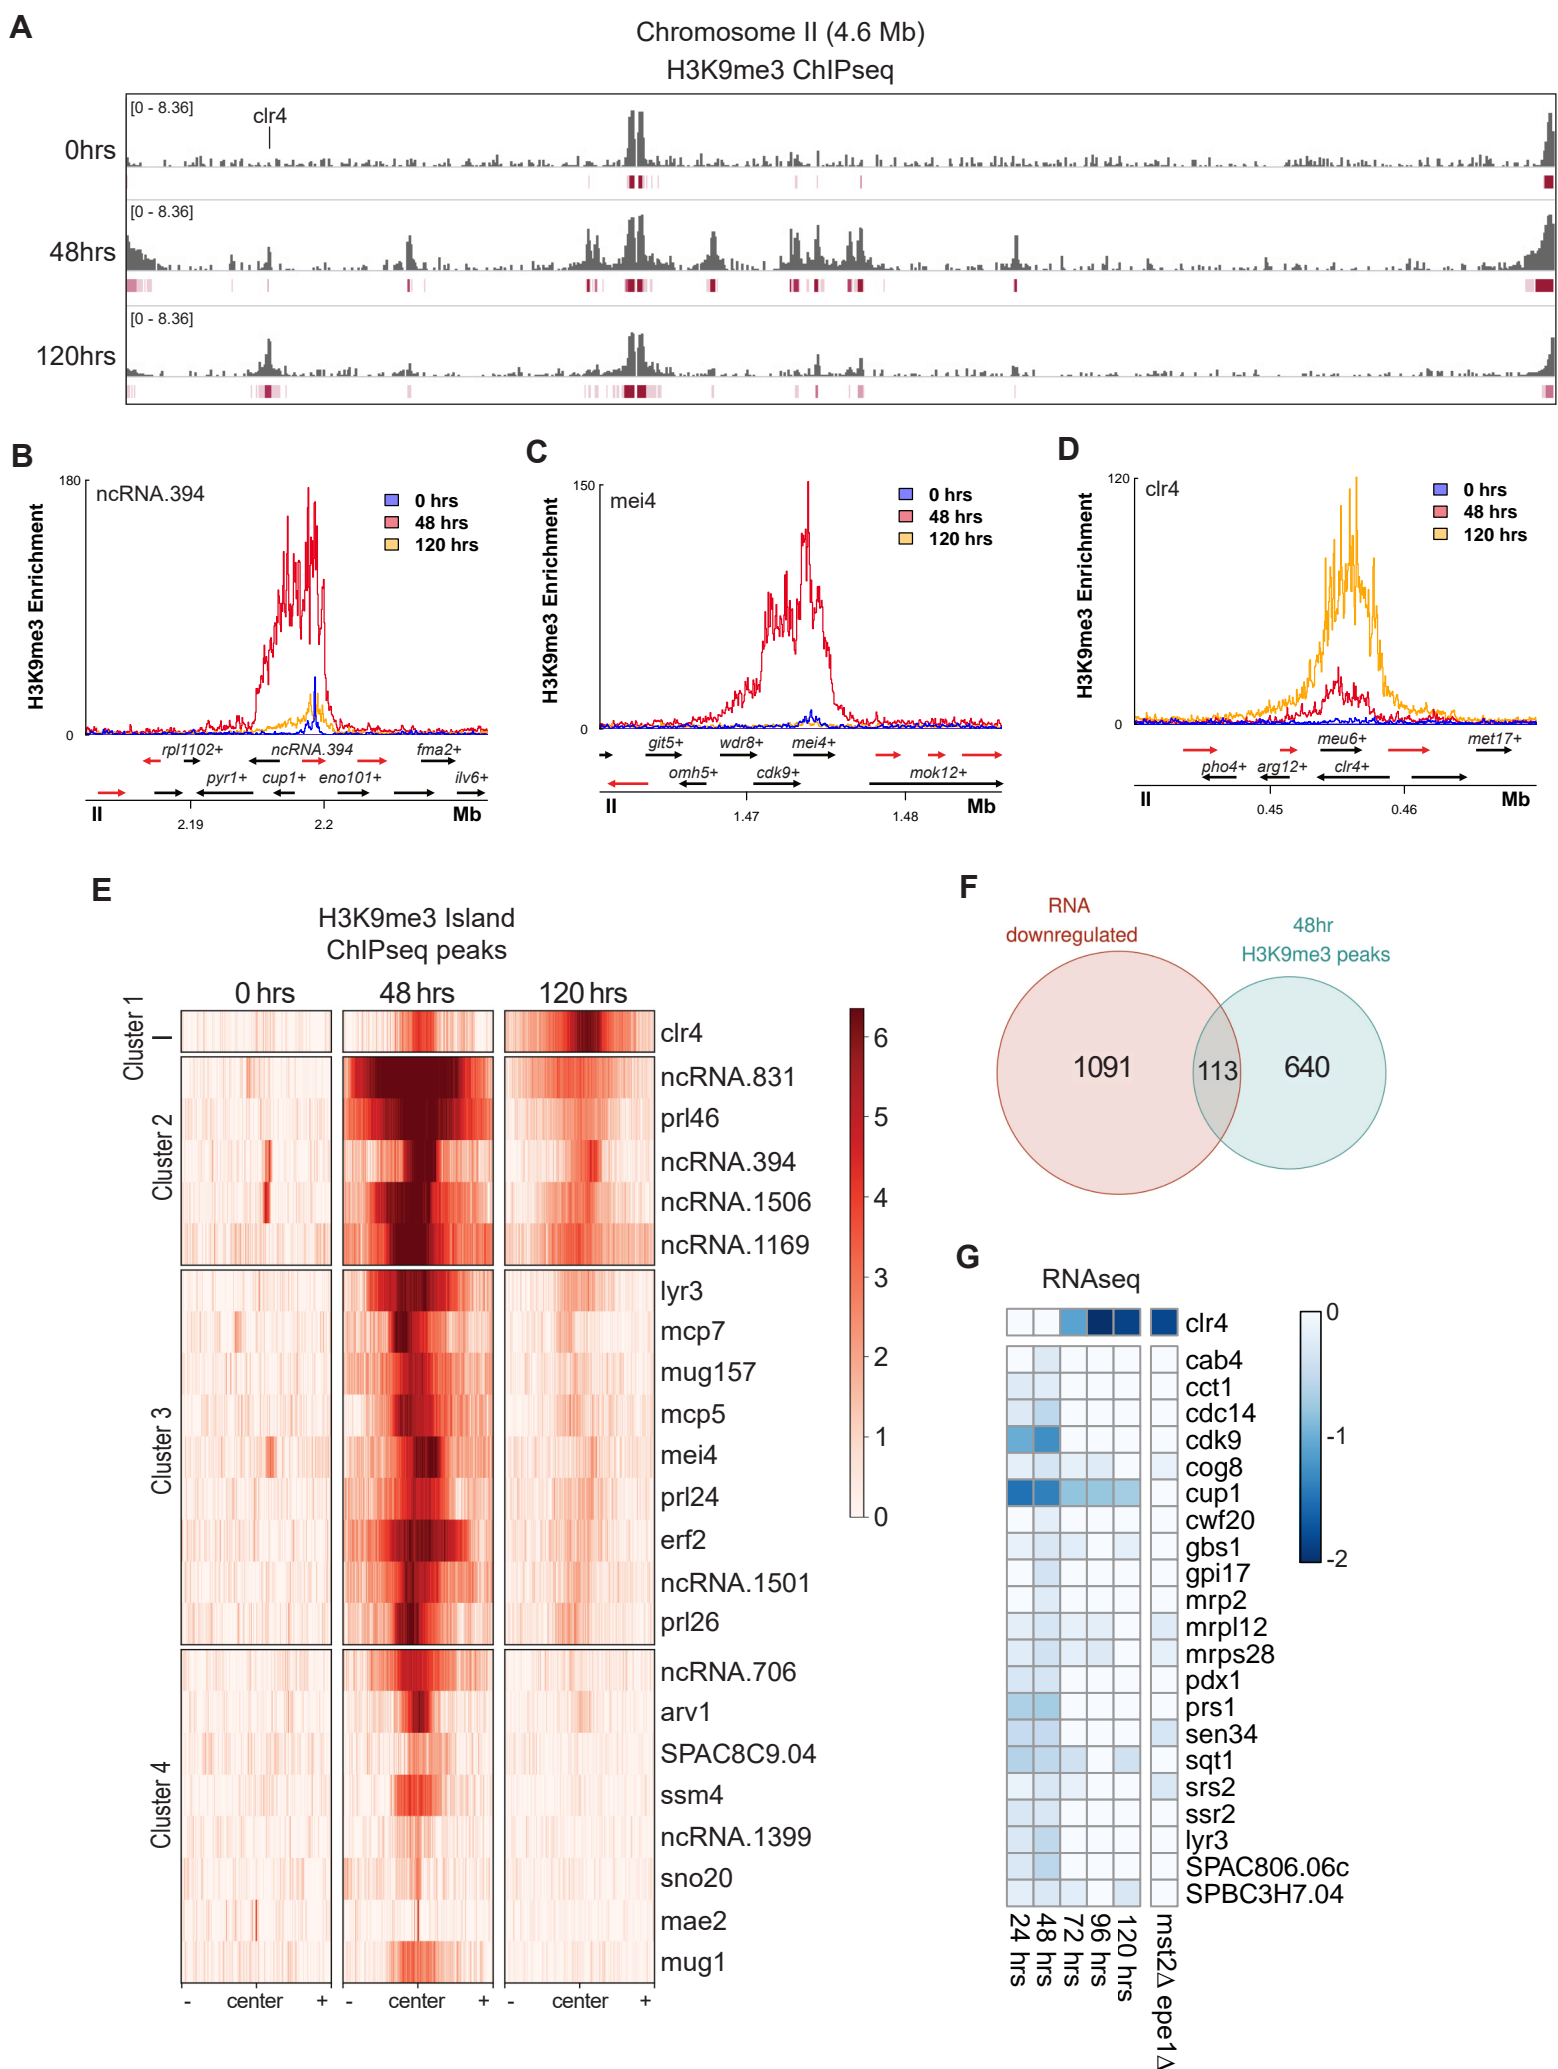 A
Chromosome II (4.6 Mb)
H3K9me3 ChIPseq
[0 - 8.36]
clr4
0hrs
[0 - 8.36]
48hrs
[0 - 8.36]
120hrs
B
H3K9me3 Enrichment
180
0
ncRNA.394
0 hrs
48 hrs
120 hrs
rpl1102+
ncRNA.394
fma2+
pyr1+
cup1+
eno101+
ilv6+
II
2.19
2.2
Mb
C
H3K9me3 Enrichment
150
0
mei4
0 hrs
48 hrs
120 hrs
git5+
wdr8+
mei4+
omh5+
cdk9+
mok12+
II
1.47
1.48
Mb
D
H3K9me3 Enrichment
120
0
clr4
0 hrs
48 hrs
120 hrs
meu6+
met17+
pho4+
arg12+
clr4+
II
0.45
0.46
Mb
E
H3K9me3 Island
ChIPseq peaks
0 hrs
48 hrs
120 hrs
Cluster 1
clr4
Cluster 2
ncRNA.831
prl46
ncRNA.394
ncRNA.1506
ncRNA.1169
Cluster 3
lyr3
mcp7
mug157
mcp5
mei4
prl24
erf2
ncRNA.1501
prl26
Cluster 4
ncRNA.706
arv1
SPAC8C9.04
ssm4
ncRNA.1399
sno20
mae2
mug1
- center +
- center +
- center +
6
5
4
3
2
1
0
F
RNA
downregulated
48hr
H3K9me3 peaks
1091
113
640
G
RNAseq
clr4
cab4
cct1
cdc14
cdk9
cog8
cup1
cwf20
gbs1
gpi17
mrp2
mrpl12
mrps28
pdx1
prs1
sen34
sqt1
srs2
ssr2
lyr3
SPAC806.06c
SPBC3H7.04
24 hrs
48 hrs
72 hrs
96 hrs
120 hrs
mst2Δ epe1Δ
0
-1
-2